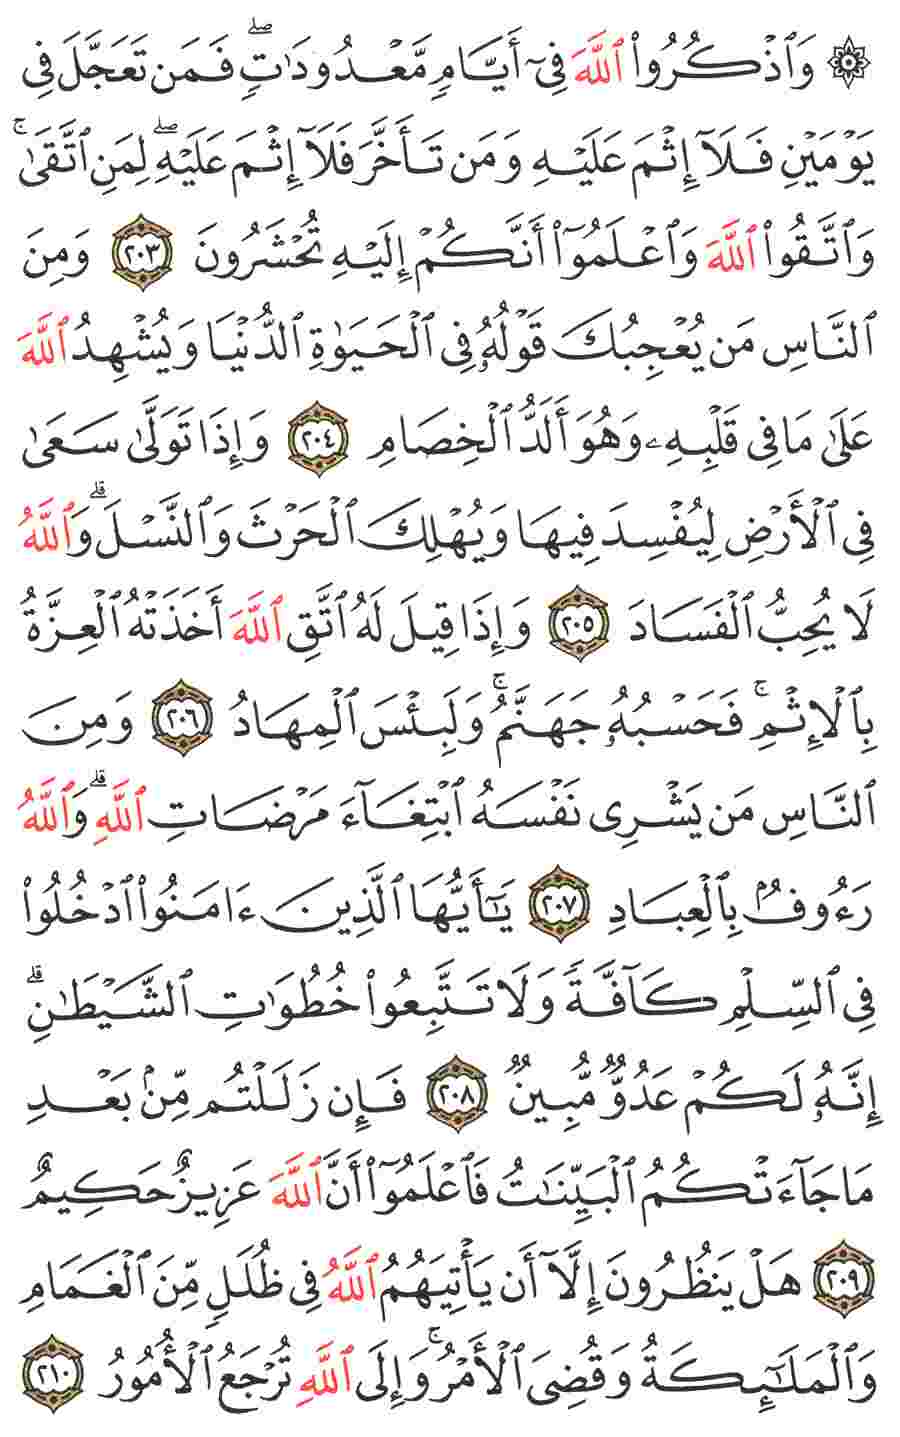 ۞ وَٱذْكُرُوا۟ ٱللَّهَ فِىٓ أَيَّامٍ مَّعْدُودَٰتٍ ۖ فَمَن تَعَجَّلَ فِى
يَوْمَيْنِ فَلَآ إِثْمَ عَلَيْهِ وَمَن تَأَخَّرَ فَلَآ إِثْمَ عَلَيْهِ ۖ لِمَنِ ٱتَّقَىٰ ۗ
وَٱتَّقُوا۟ ٱللَّهَ وَٱعْلَمُوٓا۟ أَنَّكُمْ إِلَيْهِ تُحْشَرُونَ ٢٠٣ وَمِنَ
ٱلنَّاسِ مَن يُعْجِبُكَ قَوْلُهُۥ فِى ٱلْحَيَوٰةِ ٱلدُّنْيَا وَيُشْهِدُ ٱللَّهَ
عَلَىٰ مَا فِى قَلْبِهِۦ وَهُوَ أَلَدُّ ٱلْخِصَامِ ٢٠٤ وَإِذَا تَوَلَّىٰ سَعَىٰ
فِى ٱلْأَرْضِ لِيُفْسِدَ فِيهَا وَيُهْلِكَ ٱلْحَرْثَ وَٱلنَّسْلَ ۗ وَٱللَّهُ
لَا يُحِبُّ ٱلْفَسَادَ ٢٠٥ وَإِذَا قِيلَ لَهُ ٱتَّقِ ٱللَّهَ أَخَذَتْهُ ٱلْعِزَّةُ
بِٱلْإِثْمِ ۚ فَحَسْبُهُۥ جَهَنَّمُ ۚ وَلَبِئْسَ ٱلْمِهَادُ ٢٠٦ وَمِنَ
ٱلنَّاسِ مَن يَشْرِى نَفْسَهُ ٱبْتِغَآءَ مَرْضَاتِ ٱللَّهِ ۗ وَٱللَّهُ
رَءُوفٌۢ بِٱلْعِبَادِ ٢٠٧ يَٰٓأَيُّهَا ٱلَّذِينَ ءَامَنُوا۟ ٱدْخُلُوا۟
فِى ٱلسِّلْمِ كَآفَّةً وَلَا تَتَّبِعُوا۟ خُطُوَٰتِ ٱلشَّيْطَٰنِ ۗ
إِنَّهُۥ لَكُمْ عَدُوٌّ مُّبِينٌ ٢٠٨ فَإِن زَلَلْتُم مِّنۢ بَعْدِ
مَا جَآءَتْكُمُ ٱلْبَيِّنَٰتُ فَٱعْلَمُوٓا۟ أَنَّ ٱللَّهَ عَزِيزٌ حَكِيمٌ
٢٠٩ هَلْ يَنظُرُونَ إِلَّآ أَن يَأْتِيَهُمُ ٱللَّهُ فِى ظُلَلٍ مِّنَ ٱلْغَمَامِ
وَٱلْمَلَٰٓئِكَةُ وَقُضِىَ ٱلْأَمْرُ ۚ وَإِلَى ٱللَّهِ تُرْجَعُ ٱلْأُمُورُ ٢١٠